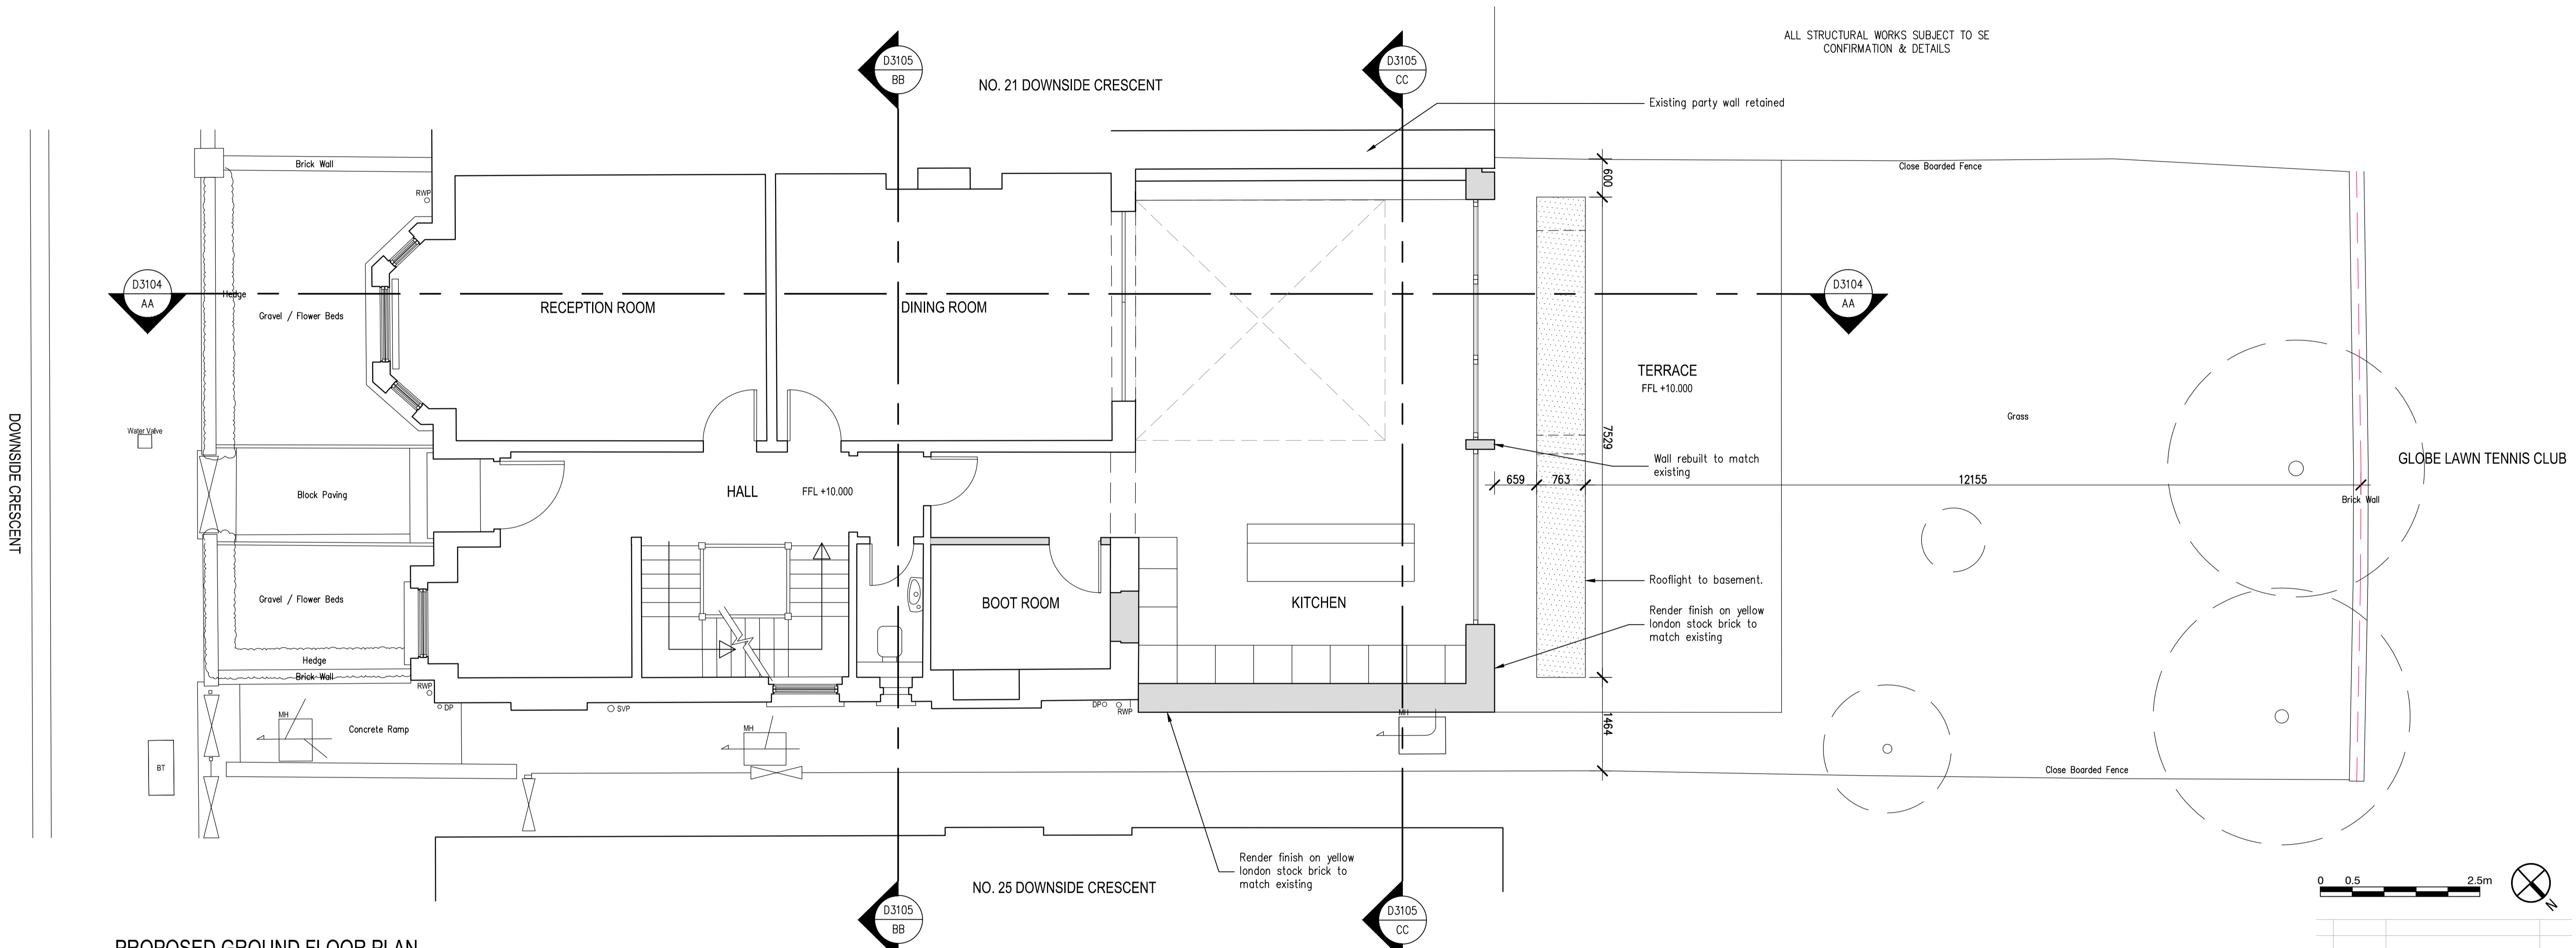 ALL STRUCTURAL WORKS SUBJECT TO SE
CONFIRMATION & DETAILS
D3105
BB
NO. 21 DOWNSIDE CRESCENT
D3105
CC
Existing party wall retained
Brick Wall
Close Boarded Fence
RWP
600
D3104
AA
Hedge
Gravel / Flower Beds
RECEPTION ROOM
DINING ROOM
D3104
AA
TERRACE
FFL +10.000
Grass
DOWNSIDE CRESCENT
Water Valve
7529
Wall rebuilt to match
existing
GLOBE LAWN TENNIS CLUB
Block Paving
HALL
FFL +10.000
659
763
12155
Brick Wall
Gravel / Flower Beds
BOOT ROOM
KITCHEN
Rooflight to basement.
Render finish on yellow
london stock brick to
match existing
Hedge
Brick Wall
RWP
DP
SVP
DP
RWP
MH
MH
MH
1464
Concrete Ramp
BT
Close Boarded Fence
Render finish on yellow
london stock brick to
match existing
NO. 25 DOWNSIDE CRESCENT
D3105
BB
D3105
CC
0 0.5 2.5m
N
PROPOSED GROUND FLOOR PLAN